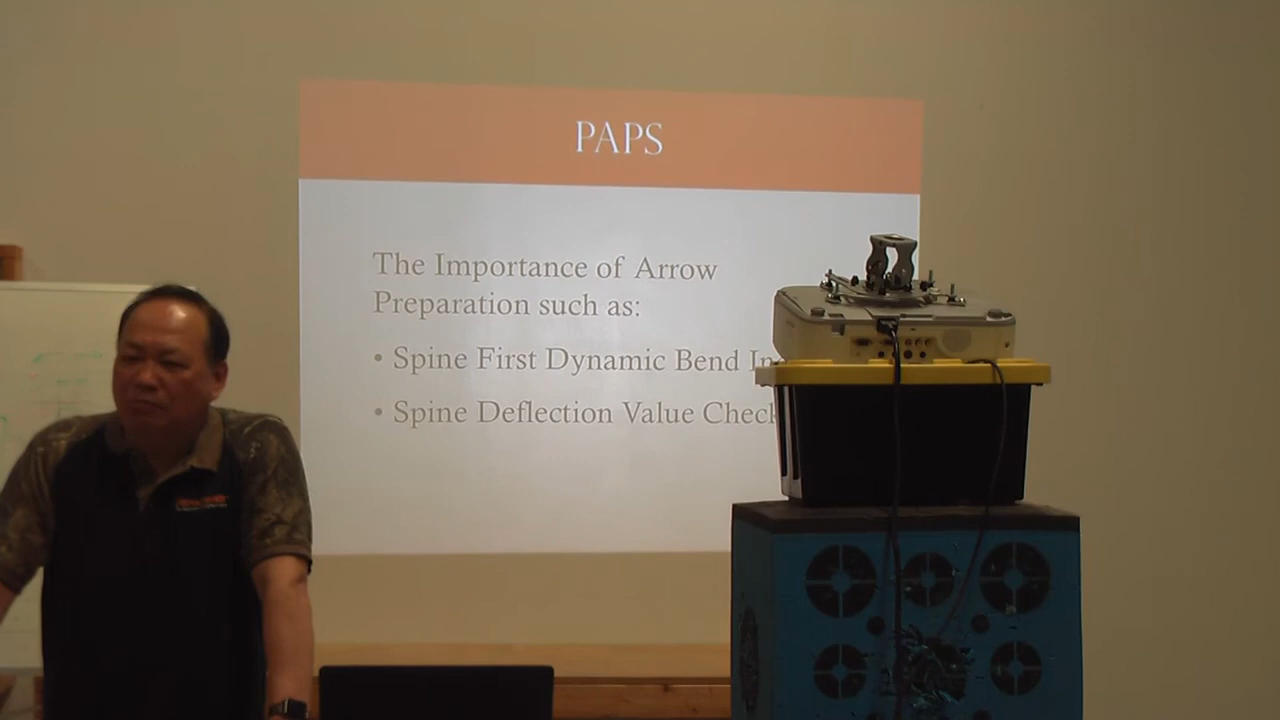 PAPS
The Importance of Arrow
Preparation such as:
• Spine First Dynamic Bend
• Spine Deflection Value Check